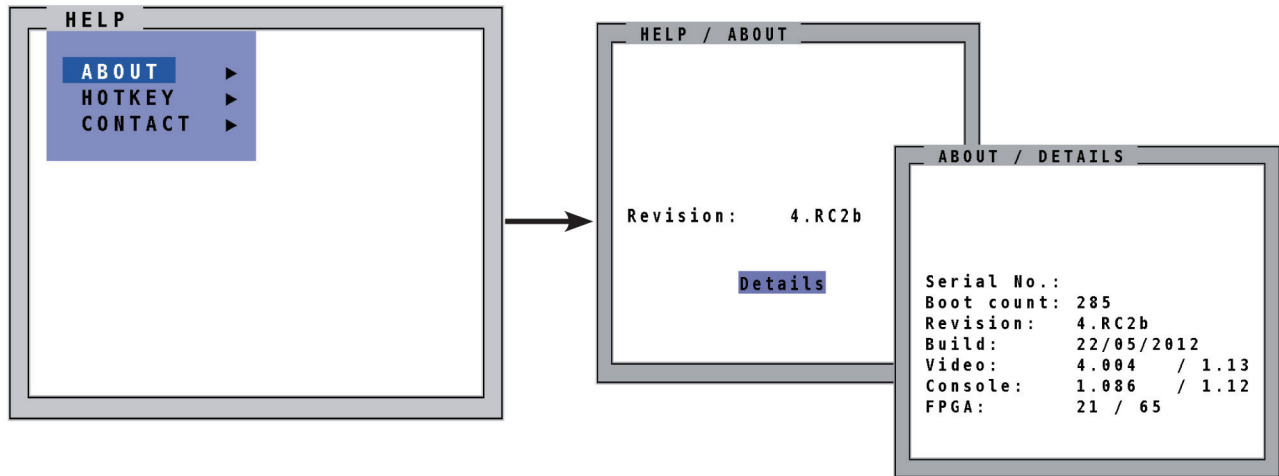 HELP
ABOUT ►
HOTKEY ►
CONTACT ►
HELP / ABOUT
Revision: 4.RC2b
Details
ABOUT / DETAILS
Serial No.:
Boot count: 285
Revision: 4.RC2b
Build: 22/05/2012
Video: 4.004 / 1.13
Console: 1.086 / 1.12
FPGA: 21 / 65